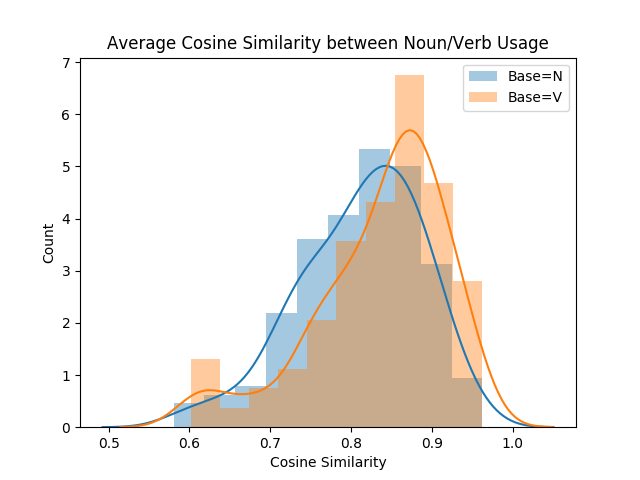 Average Cosine Similarity between Noun/Verb Usage
Base=N
Base=V
Count
7
6
5
4
3
2
1
0
0.5 0.6 0.7 0.8 0.9 1.0
Cosine Similarity